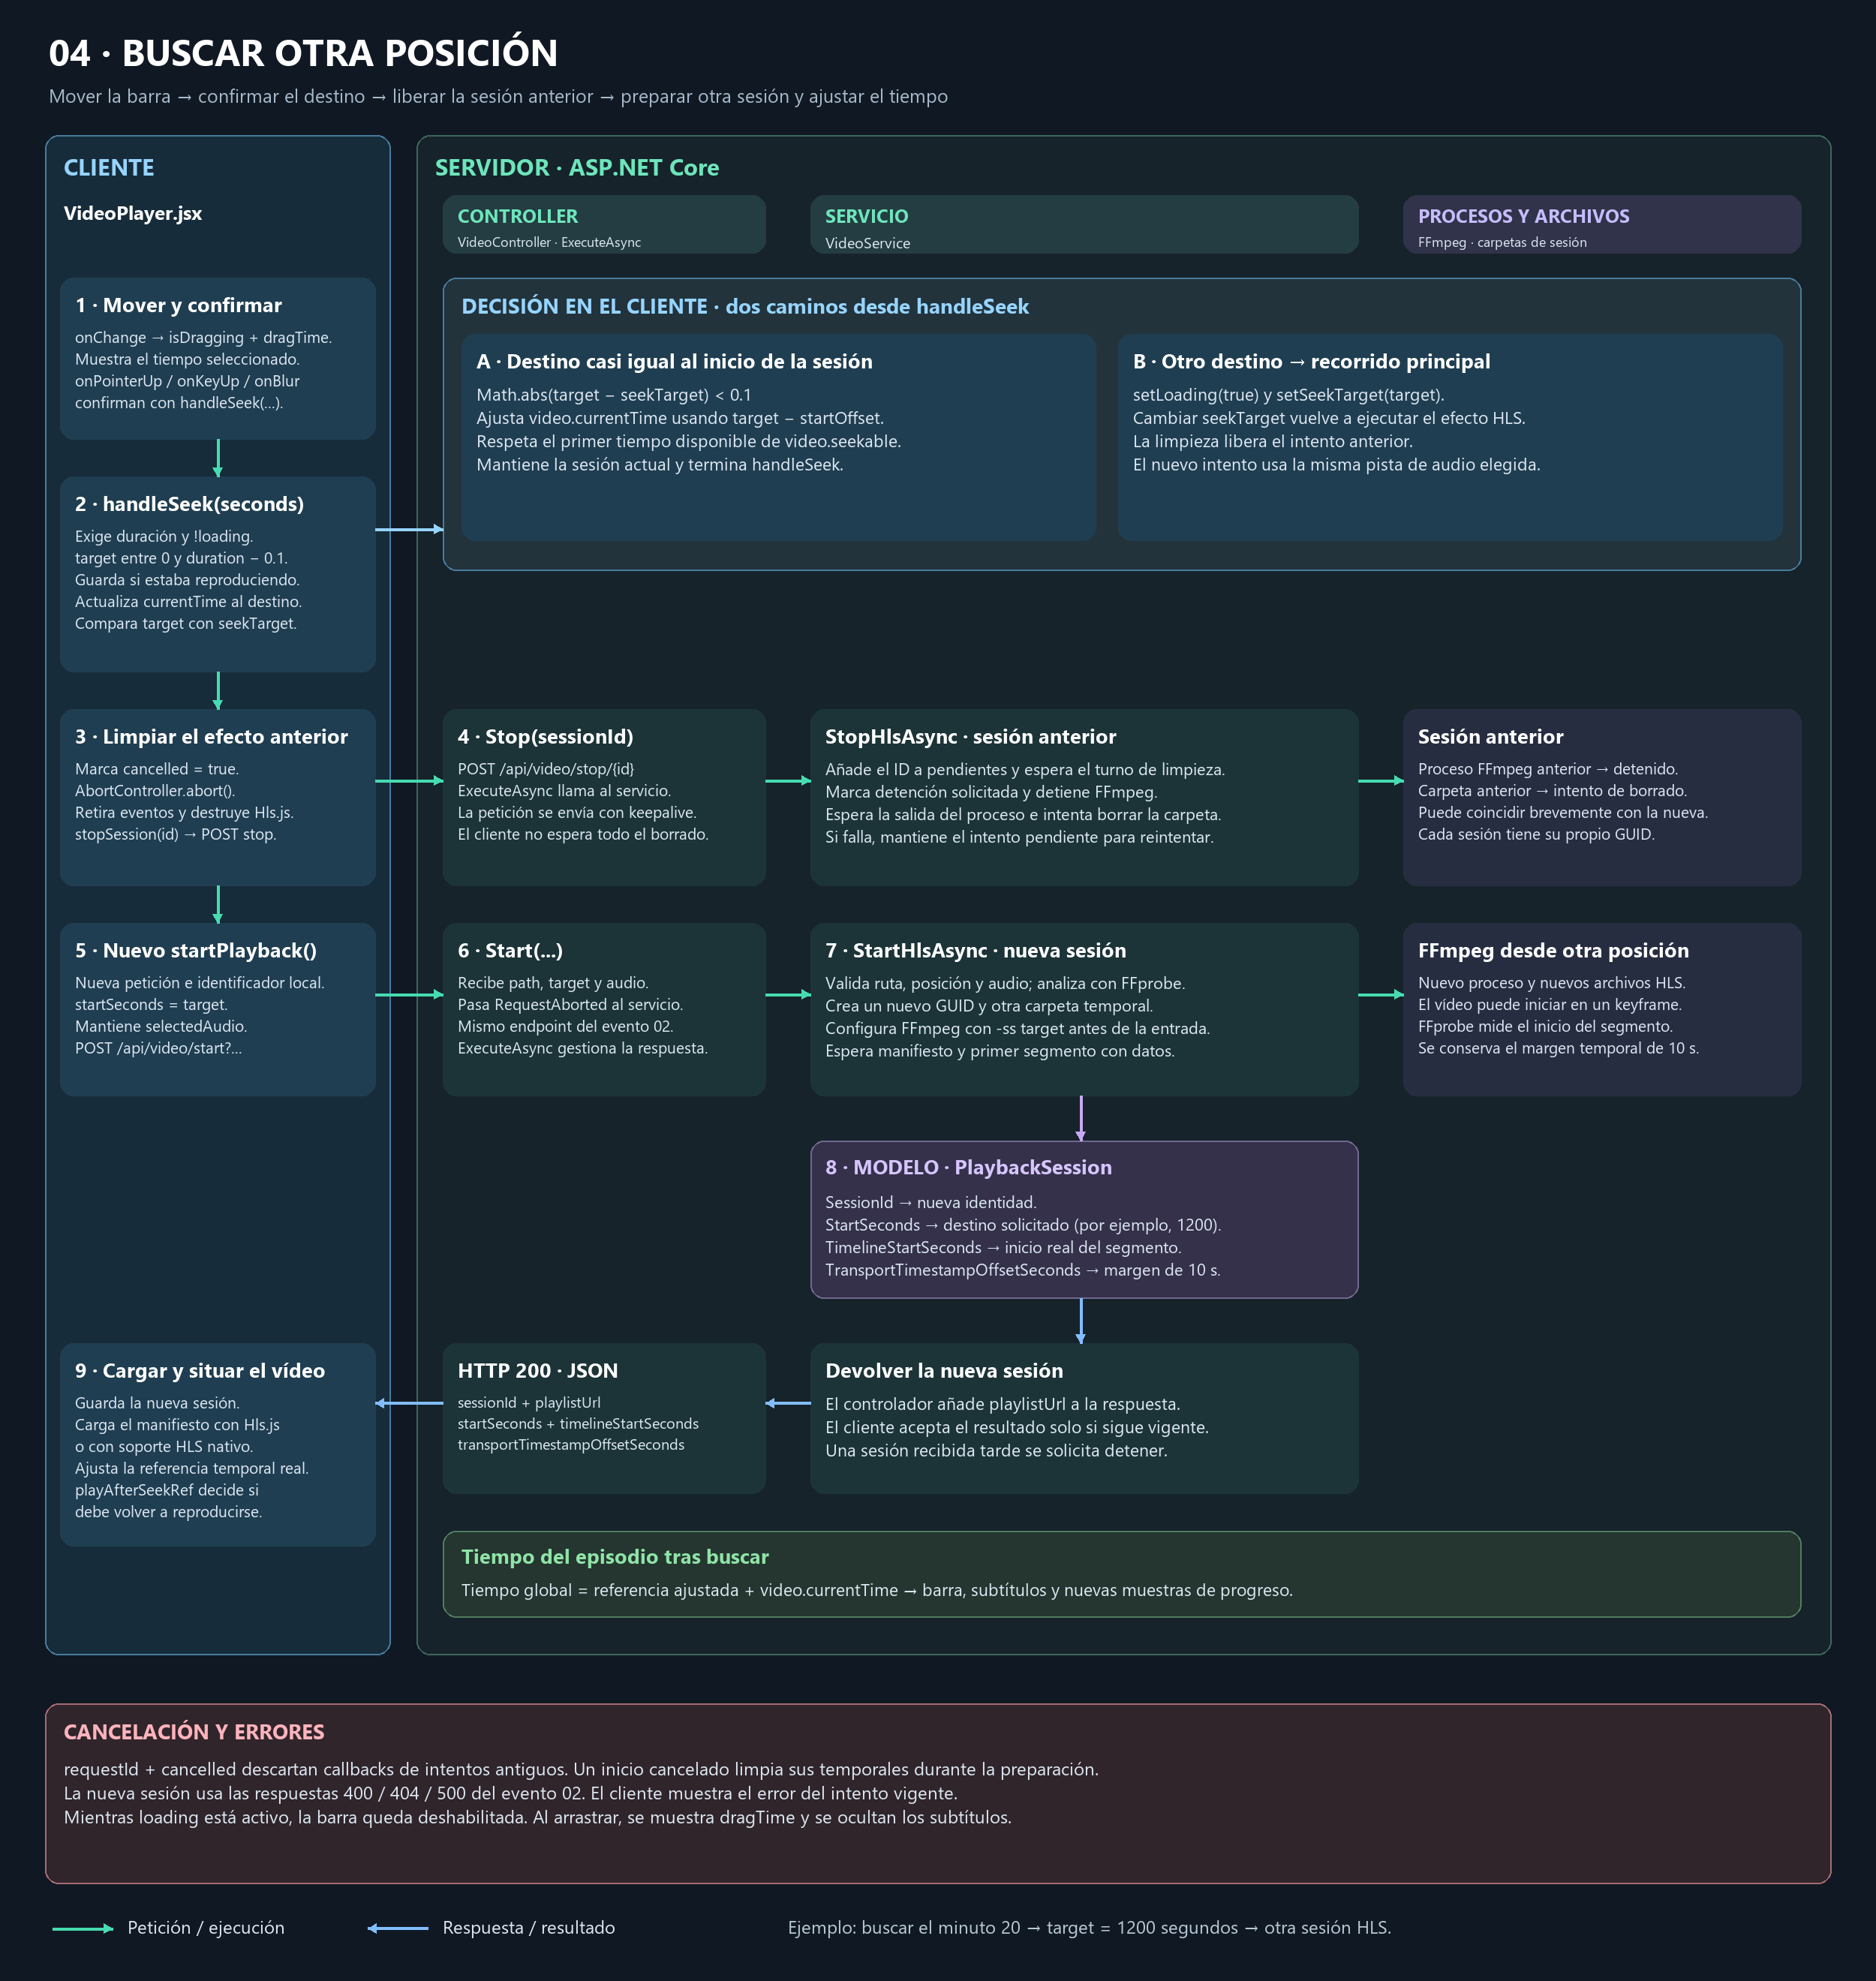 04 · BUSCAR OTRA POSICIÓN
Mover la barra → confirmar el destino → liberar la sesión anterior → preparar otra sesión y ajustar el tiempo
CLIENTE
VideoPlayer.jsx
SERVIDOR · ASP.NET Core
CONTROLLER
VideoController · ExecuteAsync
SERVICIO
VideoService
PROCESOS Y ARCHIVOS
FFmpeg · carpetas de sesión
1 · Mover y confirmar
onChange → isDragging + dragTime.
Muestra el tiempo seleccionado.
onPointerUp / onKeyUp / onBlur
confirman con handleSeek(...).
DECISIÓN EN EL CLIENTE · dos caminos desde handleSeek
A · Destino casi igual al inicio de la sesión
Math.abs(target − seekTarget) < 0.1
Ajusta video.currentTime usando target − startOffset.
Respeta el primer tiempo disponible de video.seekable.
Mantiene la sesión actual y termina handleSeek.
B · Otro destino → recorrido principal
setLoading(true) y setSeekTarget(target).
Cambiar seekTarget vuelve a ejecutar el efecto HLS.
La limpieza libera el intento anterior.
El nuevo intento usa la misma pista de audio elegida.
2 · handleSeek(seconds)
Exige duración y !loading.
target entre 0 y duration − 0.1.
Guarda si estaba reproduciendo.
Actualiza currentTime al destino.
Compara target con seekTarget.
3 · Limpiar el efecto anterior
Marca cancelled = true.
AbortController.abort().
Retira eventos y destruye Hls.js.
stopSession(id) → POST stop.
4 · Stop(sessionId)
POST /api/video/stop/{id}
ExecuteAsync llama al servicio.
La petición se envía con keepalive.
El cliente no espera todo el borrado.
StopHlsAsync · sesión anterior
Añade el ID a pendientes y espera el turno de limpieza.
Marca detención solicitada y detiene FFmpeg.
Espera la salida del proceso e intenta borrar la carpeta.
Si falla, mantiene el intento pendiente para reintentar.
Sesión anterior
Proceso FFmpeg anterior → detenido.
Carpeta anterior → intento de borrado.
Puede coincidir brevemente con la nueva.
Cada sesión tiene su propio GUID.
5 · Nuevo startPlayback()
Nueva petición e identificador local.
startSeconds = target.
Mantiene selectedAudio.
POST /api/video/start?...
6 · Start(...)
Recibe path, target y audio.
Pasa RequestAborted al servicio.
Mismo endpoint del evento 02.
ExecuteAsync gestiona la respuesta.
7 · StartHlsAsync · nueva sesión
Valida ruta, posición y audio; analiza con FFprobe.
Crea un nuevo GUID y otra carpeta temporal.
Configura FFmpeg con -ss target antes de la entrada.
Espera manifiesto y primer segmento con datos.
FFmpeg desde otra posición
Nuevo proceso y nuevos archivos HLS.
El vídeo puede iniciar en un keyframe.
FFprobe mide el inicio del segmento.
Se conserva el margen temporal de 10 s.
8 · MODELO · PlaybackSession
SessionId → nueva identidad.
StartSeconds → destino solicitado (por ejemplo, 1200).
TimelineStartSeconds → inicio real del segmento.
TransportTimestampOffsetSeconds → margen de 10 s.
9 · Cargar y situar el vídeo
Guarda la nueva sesión.
Carga el manifiesto con Hls.js
o con soporte HLS nativo.
Ajusta la referencia temporal real.
playAfterSeekRef decide si
debe volver a reproducirse.
HTTP 200 · JSON
sessionId + playlistUrl
startSeconds + timelineStartSeconds
transportTimestampOffsetSeconds
Devolver la nueva sesión
El controlador añade playlistUrl a la respuesta.
El cliente acepta el resultado solo si sigue vigente.
Una sesión recibida tarde se solicita detener.
Tiempo del episodio tras buscar
Tiempo global = referencia ajustada + video.currentTime → barra, subtítulos y nuevas muestras de progreso.
CANCELACIÓN Y ERRORES
requestId + cancelled descartan callbacks de intentos antiguos. Un inicio cancelado limpia sus temporales durante la preparación.
La nueva sesión usa las respuestas 400 / 404 / 500 del evento 02. El cliente muestra el error del intento vigente.
Mientras loading está activo, la barra queda deshabilitada. Al arrastrar, se muestra dragTime y se ocultan los subtítulos.
Petición / ejecución
Respuesta / resultado
Ejemplo: buscar el minuto 20 → target = 1200 segundos → otra sesión HLS.